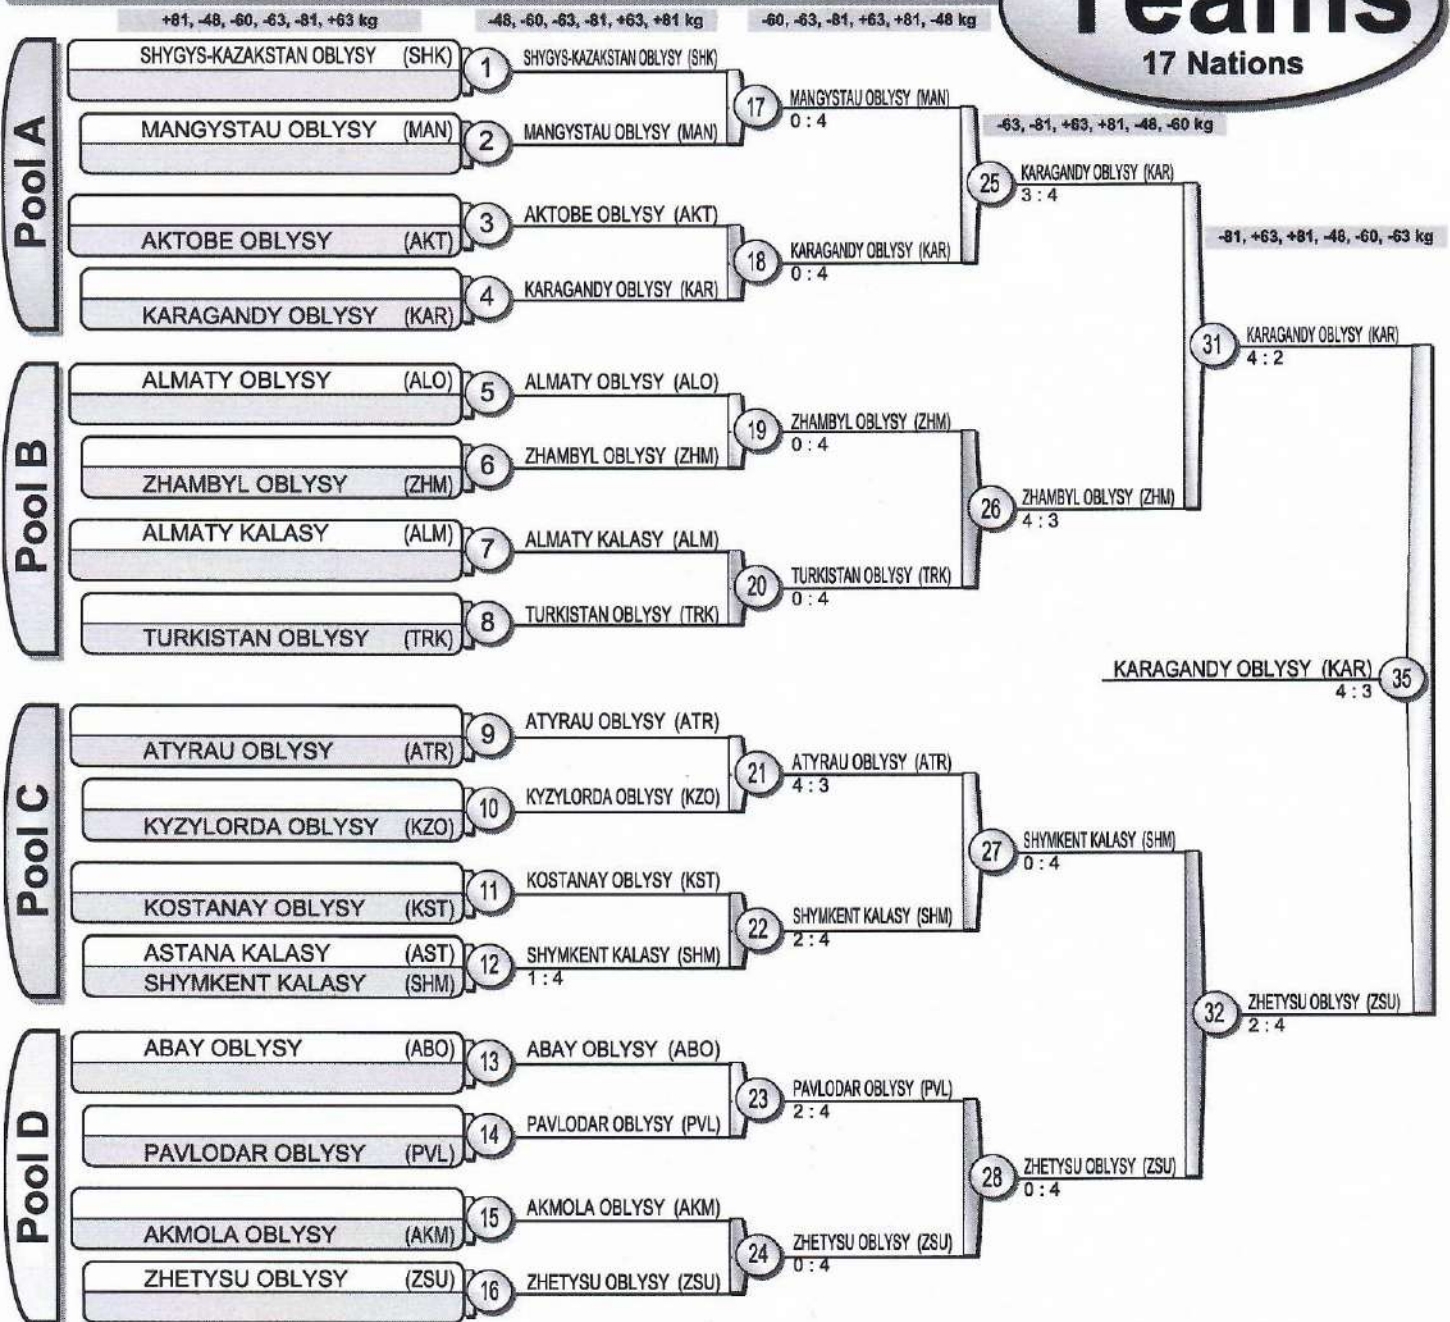 Teams
17 Nations
+81, -48, -60, -63, -81, +63 kg
-48, -60, -63, -81, +63, +81 kg
-60, -63, -81, +63, +81, -48 kg
-63, -81, +63, +81, -48, -60 kg
-81, +63, +81, -48, -60, -63 kg
Pool A
SHYGYS-KAZAKSTAN OBLYSY (SHK)
1
SHYGYS-KAZAKSTAN OBLYSY (SHK)
MANGYSTAU OBLYSY (MAN)
2
MANGYSTAU OBLYSY (MAN)
17
MANGYSTAU OBLYSY (MAN)
0 : 4
AKTOBE OBLYSY (AKT)
3
AKTOBE OBLYSY (AKT)
KARAGANDY OBLYSY (KAR)
4
KARAGANDY OBLYSY (KAR)
18
KARAGANDY OBLYSY (KAR)
0 : 4
25
KARAGANDY OBLYSY (KAR)
3 : 4
Pool B
ALMATY OBLYSY (ALO)
5
ALMATY OBLYSY (ALO)
ZHAMBYL OBLYSY (ZHM)
6
ZHAMBYL OBLYSY (ZHM)
19
ZHAMBYL OBLYSY (ZHM)
0 : 4
ALMATY KALASY (ALM)
7
ALMATY KALASY (ALM)
TURKISTAN OBLYSY (TRK)
8
TURKISTAN OBLYSY (TRK)
20
TURKISTAN OBLYSY (TRK)
0 : 4
26
ZHAMBYL OBLYSY (ZHM)
4 : 3
31
KARAGANDY OBLYSY (KAR)
4 : 2
KARAGANDY OBLYSY (KAR)
4 : 3
35
Pool C
ATYRAU OBLYSY (ATR)
9
ATYRAU OBLYSY (ATR)
KYZYLORDA OBLYSY (KZO)
10
KYZYLORDA OBLYSY (KZO)
21
ATYRAU OBLYSY (ATR)
4 : 3
KOSTANAY OBLYSY (KST)
11
KOSTANAY OBLYSY (KST)
ASTANA KALASY (AST)
SHYMKENT KALASY (SHM)
12
SHYMKENT KALASY (SHM)
1 : 4
22
SHYMKENT KALASY (SHM)
2 : 4
27
SHYMKENT KALASY (SHM)
0 : 4
Pool D
ABAY OBLYSY (ABO)
13
ABAY OBLYSY (ABO)
PAVLODAR OBLYSY (PVL)
14
PAVLODAR OBLYSY (PVL)
23
PAVLODAR OBLYSY (PVL)
2 : 4
AKMOLA OBLYSY (AKM)
15
AKMOLA OBLYSY (AKM)
ZHETYSU OBLYSY (ZSU)
16
ZHETYSU OBLYSY (ZSU)
24
ZHETYSU OBLYSY (ZSU)
0 : 4
28
ZHETYSU OBLYSY (ZSU)
0 : 4
32
ZHETYSU OBLYSY (ZSU)
2 : 4